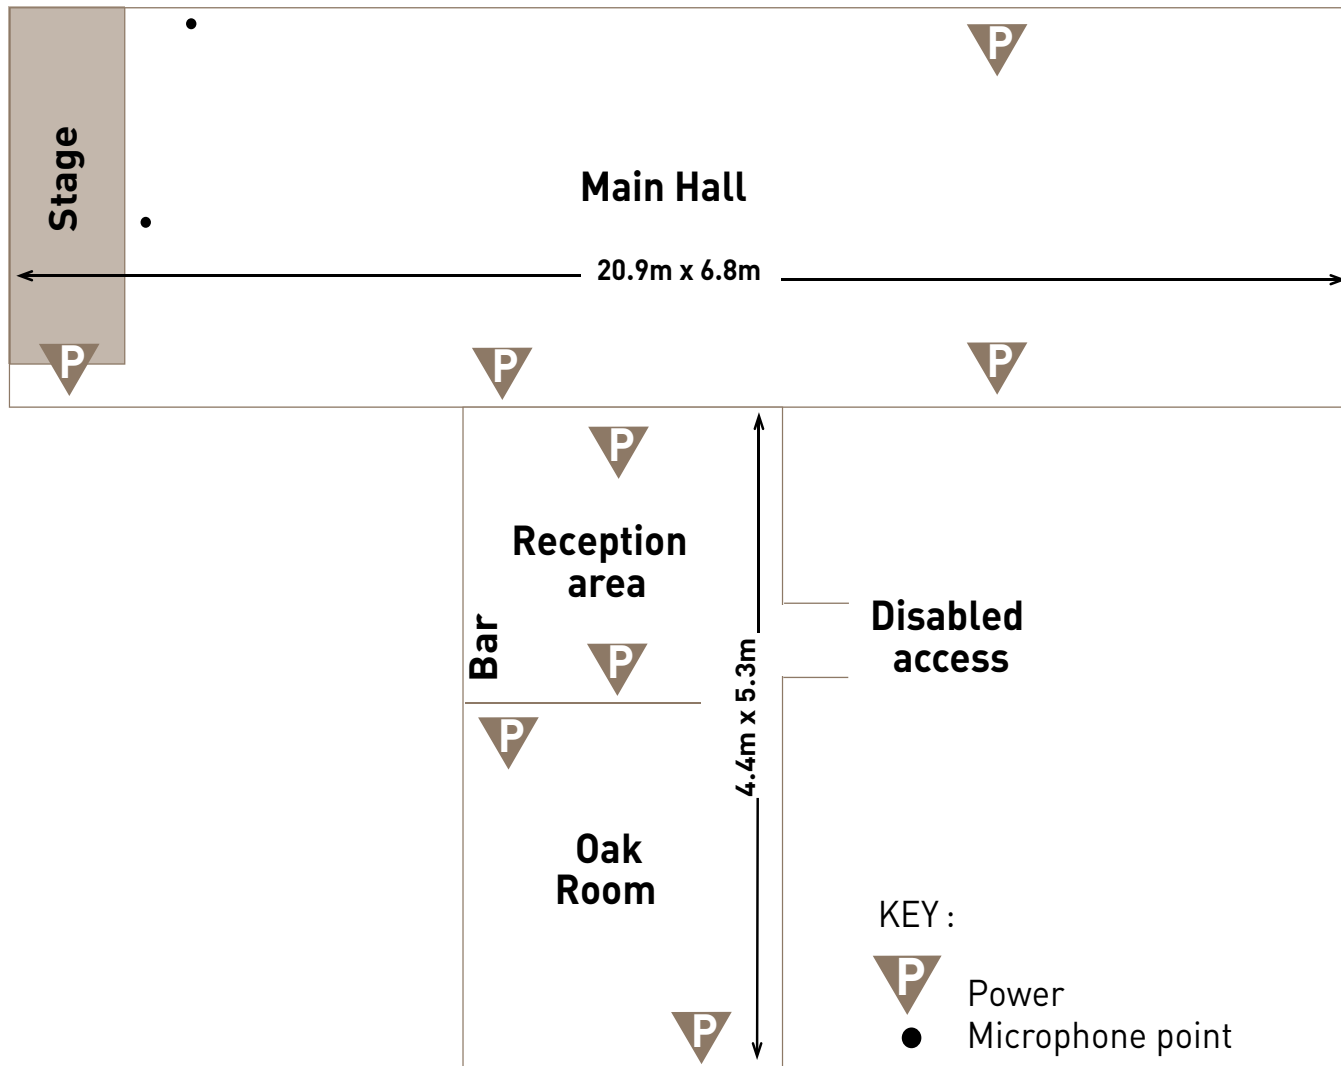 P
Stage
Main Hall
20.9m x 6.8m
P
P
P
P
Reception
area
Bar
P
Disabled
access
4.4m x 5.3m
P
Oak
Room
P
KEY :
P
Power
Microphone point